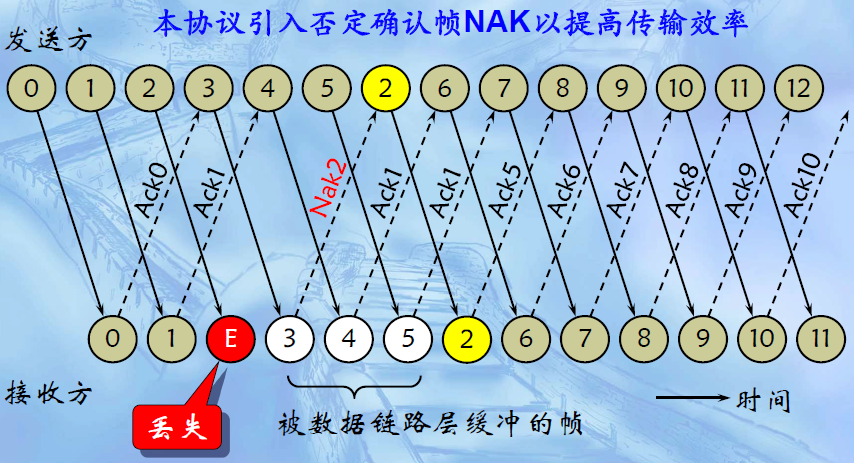 本协议引入否定确认帧NAK以提高传输效率
发送方
0 1 2 3 4 5 2 6 7 8 9 10 11 12
Ack0 Ack1 Nak2 Ack1 Ack1 Ack5 Ack6 Ack7 Ack8 Ack9 Ack10
0 1 E 3 4 5 2 6 7 8 9 10 11
接收方
丢失
被数据链路层缓冲的帧
时间